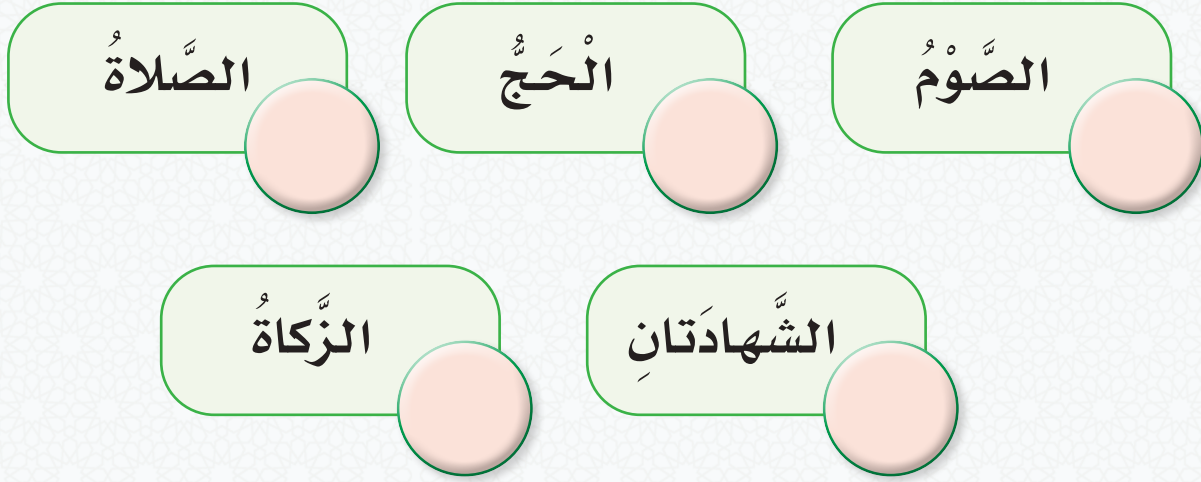 الصَّوْمُ
الْحَجُّ
الصَّلاةُ
الشَّهادَتانِ
الزَّكاةُ